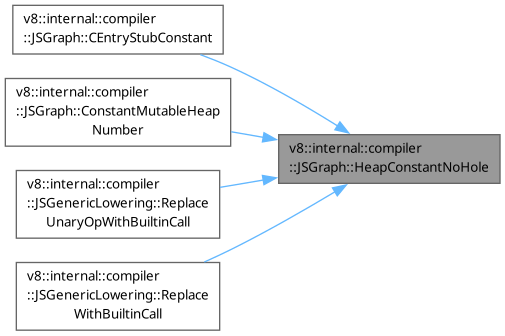 v8::internal::compiler
::JSGraph::CEntryStubConstant
v8::internal::compiler
::JSGraph::ConstantMutableHeap
Number
v8::internal::compiler
::JSGraph::HeapConstantNoHole
v8::internal::compiler
::JSGenericLowering::Replace
UnaryOpWithBuiltinCall
v8::internal::compiler
::JSGenericLowering::Replace
WithBuiltinCall